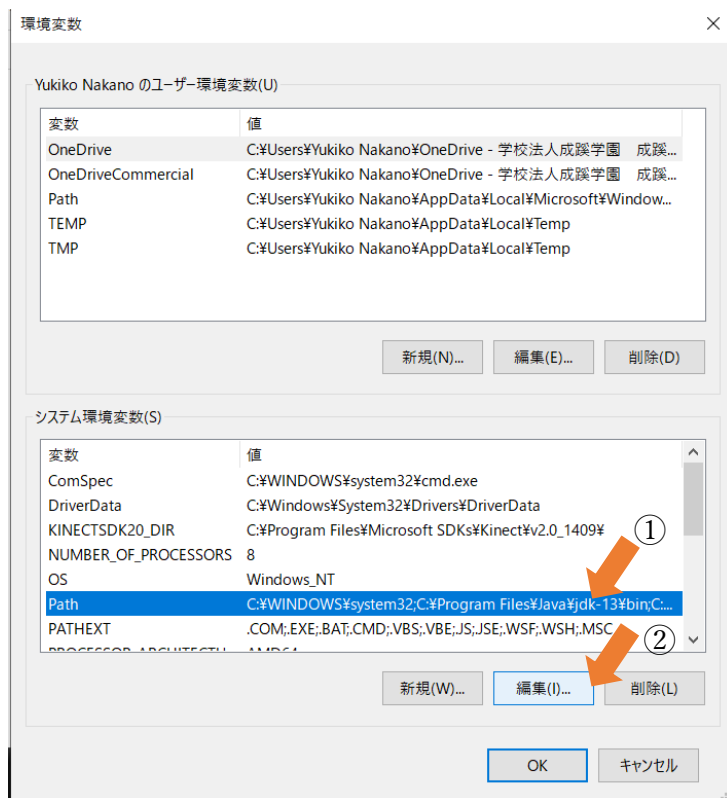 環境変数
Yukiko Nakano のユーザー環境変数(U)
変数 値
OneDrive C:¥Users¥Yukiko Nakano¥OneDrive - 学校法人成蹊学園 成蹊...
OneDriveCommercial C:¥Users¥Yukiko Nakano¥OneDrive - 学校法人成蹊学園 成蹊...
Path C:¥Users¥Yukiko Nakano¥AppData¥Local¥Microsoft¥Window...
TEMP C:¥Users¥Yukiko Nakano¥AppData¥Local¥Temp
TMP C:¥Users¥Yukiko Nakano¥AppData¥Local¥Temp
新規(N)... 編集(E)... 削除(D)
システム環境変数(S)
変数 値
ComSpec C:¥WINDOWS¥system32¥cmd.exe
DriverData C:¥Windows¥System32¥Drivers¥DriverData
KINECTSDK20_DIR C:¥Program Files¥Microsoft SDKs¥Kinect¥v2.0_1409¥
①
NUMBER_OF_PROCESSORS 8
OS Windows_NT
Path C:¥WINDOWS¥system32;C:¥Program Files¥Java¥jdk-13¥bin;C:...
PATHEXT .COM;.EXE;.BAT;.CMD;.VBS;.VBE;.JS;.JSE;.WSF;.WSH;.MSC
②
PROCESSOR_ARCHITECTU AMD64
新規(W)... 編集(I)... 削除(L)
OK キャンセル